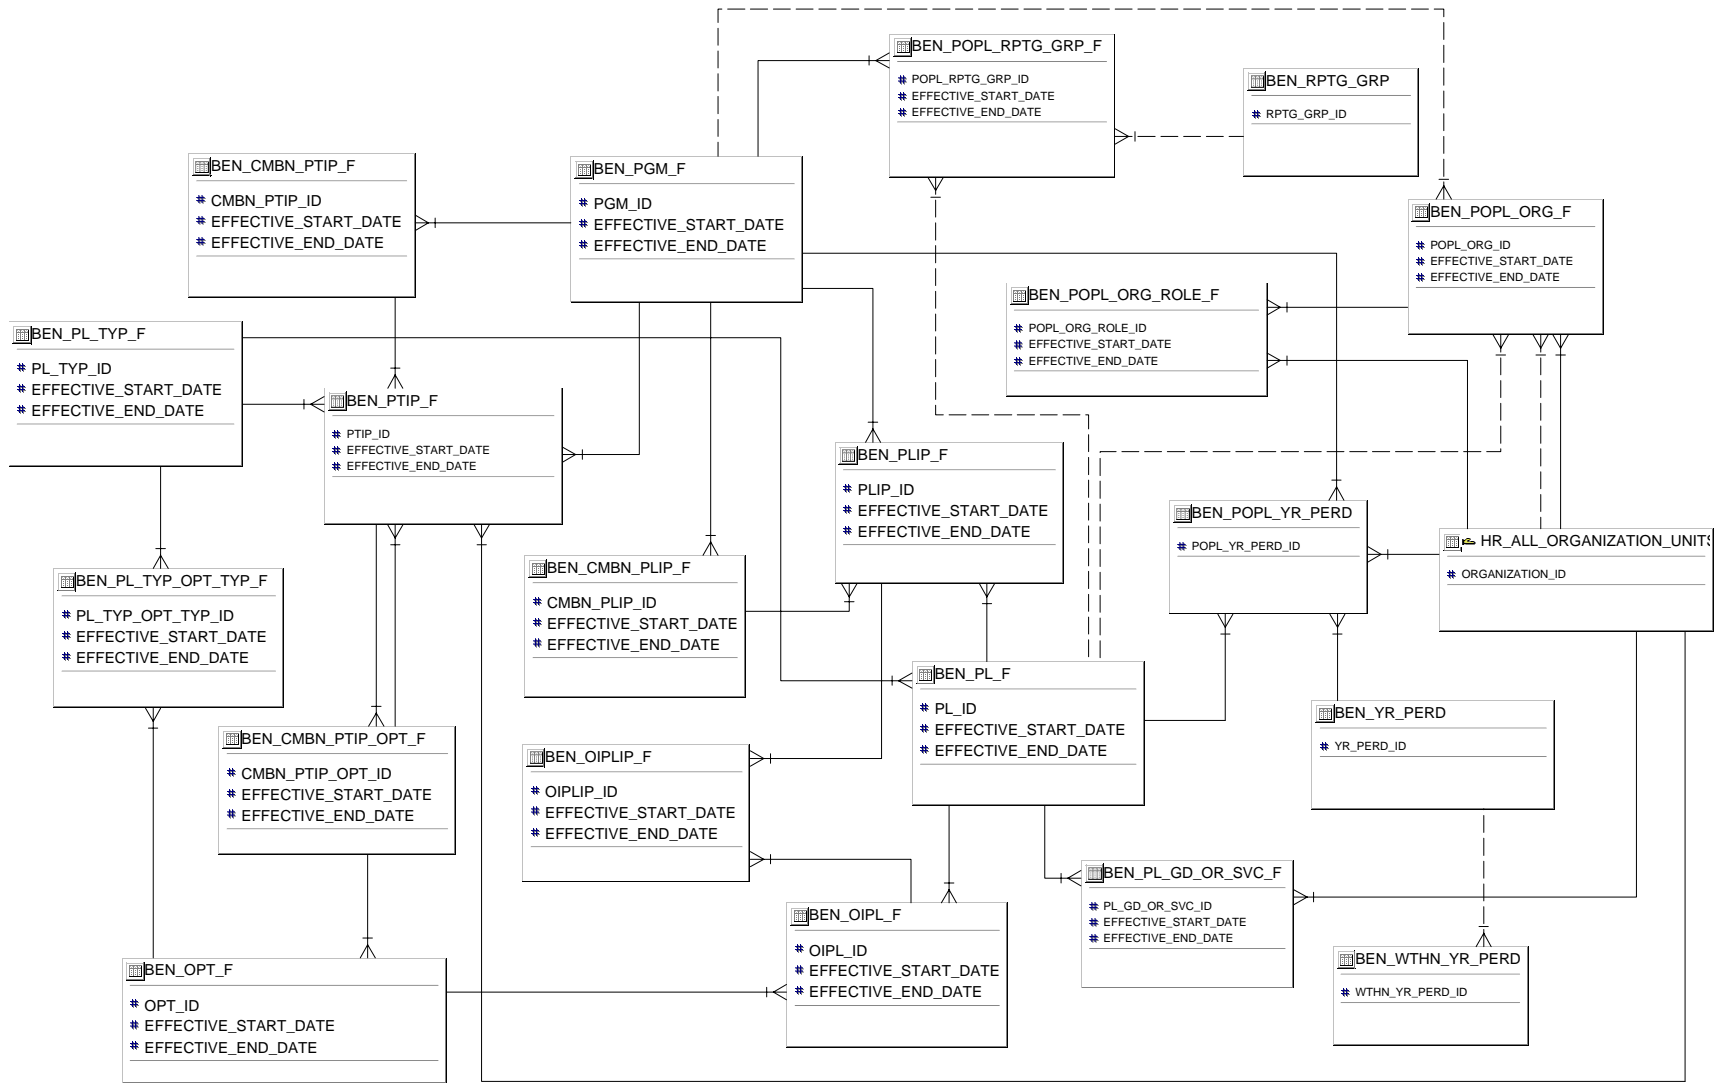 BEN_POPL_RPTG_GRP_F
# POPL_RPTG_GRP_ID
# EFFECTIVE_START_DATE
# EFFECTIVE_END_DATE
BEN_RPTG_GRP
# RPTG_GRP_ID
BEN_CMBN_PTIP_F
# CMBN_PTIP_ID
# EFFECTIVE_START_DATE
# EFFECTIVE_END_DATE
BEN_PGM_F
# PGM_ID
# EFFECTIVE_START_DATE
# EFFECTIVE_END_DATE
BEN_POPL_ORG_F
# POPL_ORG_ID
# EFFECTIVE_START_DATE
# EFFECTIVE_END_DATE
BEN_POPL_ORG_ROLE_F
# POPL_ORG_ROLE_ID
# EFFECTIVE_START_DATE
# EFFECTIVE_END_DATE
BEN_PL_TYP_F
# PL_TYP_ID
# EFFECTIVE_START_DATE
# EFFECTIVE_END_DATE
BEN_PTIP_F
# PTIP_ID
# EFFECTIVE_START_DATE
# EFFECTIVE_END_DATE
BEN_PLIP_F
# PLIP_ID
# EFFECTIVE_START_DATE
# EFFECTIVE_END_DATE
BEN_POPL_YR_PERD
# POPL_YR_PERD_ID
HR_ALL_ORGANIZATION_UNITS
# ORGANIZATION_ID
BEN_PL_TYP_OPT_TYP_F
# PL_TYP_OPT_TYP_ID
# EFFECTIVE_START_DATE
# EFFECTIVE_END_DATE
BEN_CMBN_PLIP_F
# CMBN_PLIP_ID
# EFFECTIVE_START_DATE
# EFFECTIVE_END_DATE
BEN_PL_F
# PL_ID
# EFFECTIVE_START_DATE
# EFFECTIVE_END_DATE
BEN_YR_PERD
# YR_PERD_ID
BEN_CMBN_PTIP_OPT_F
# CMBN_PTIP_OPT_ID
# EFFECTIVE_START_DATE
# EFFECTIVE_END_DATE
BEN_OIPLIP_F
# OIPLIP_ID
# EFFECTIVE_START_DATE
# EFFECTIVE_END_DATE
BEN_PL_GD_OR_SVC_F
# PL_GD_OR_SVC_ID
# EFFECTIVE_START_DATE
# EFFECTIVE_END_DATE
BEN_OIPL_F
# OIPL_ID
# EFFECTIVE_START_DATE
# EFFECTIVE_END_DATE
BEN_OPT_F
# OPT_ID
# EFFECTIVE_START_DATE
# EFFECTIVE_END_DATE
BEN_WTHN_YR_PERD
# WTHN_YR_PERD_ID